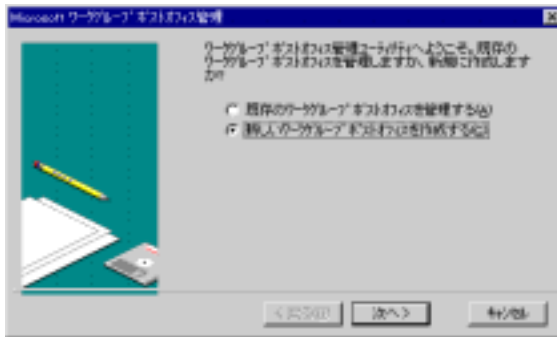 Microsoft ワークグループ ポストオフィス管理
ワークグループ ポストオフィス管理ユーティリティへようこそ。既存の
ワークグループ ポストオフィスを管理しますか、新規に作成します
か?
既存のワークグループ ポストオフィスを管理する(A)
新しいワークグループ ポストオフィスを作成する(C)
< 戻る(B)
次へ >
キャンセル